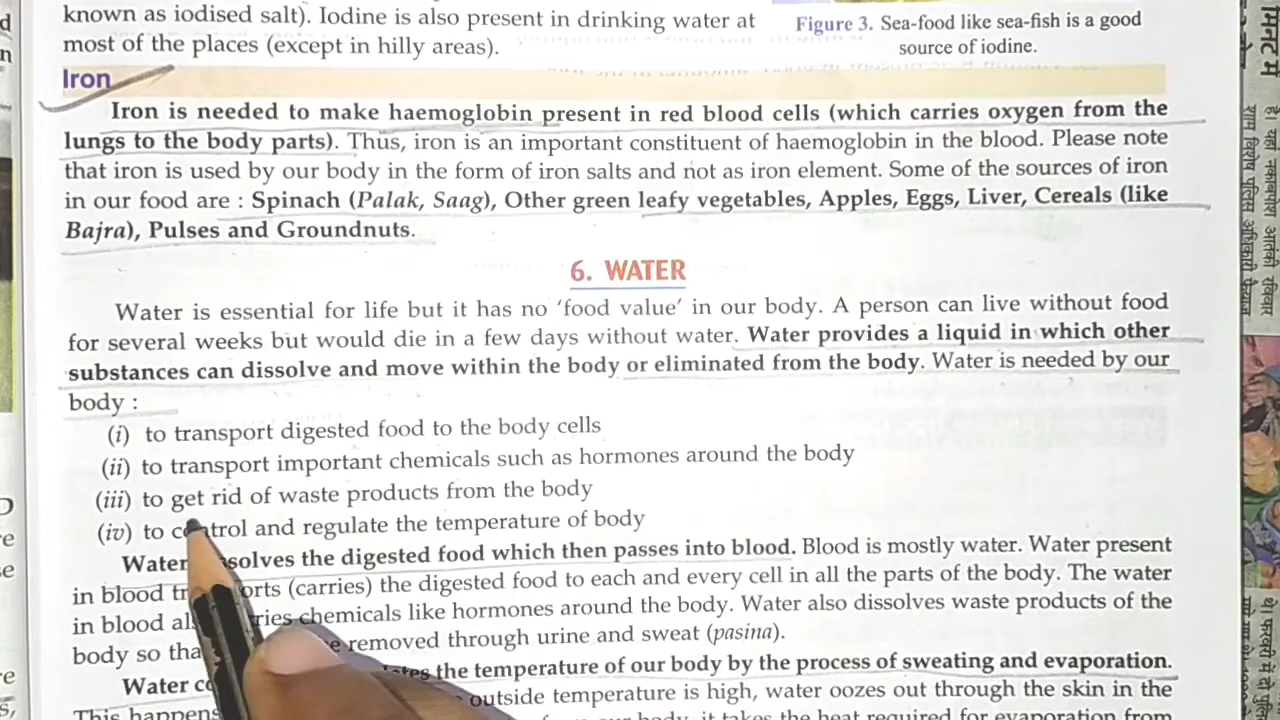 known as iodised salt). Iodine is also present in drinking water at
most of the places (except in hilly areas).
Figure 3. Sea-food like sea-fish is a good
source of iodine.
Iron
Iron is needed to make haemoglobin present in red blood cells (which carries oxygen from the
lungs to the body parts). Thus, iron is an important constituent of haemoglobin in the blood. Please note
that iron is used by our body in the form of iron salts and not as iron element. Some of the sources of iron
in our food are : Spinach (Palak, Saag), Other green leafy vegetables, Apples, Eggs, Liver, Cereals (like
Bajra), Pulses and Groundnuts.
6. WATER
Water is essential for life but it has no ‘food value’ in our body. A person can live without food
for several weeks but would die in a few days without water. Water provides a liquid in which other
substances can dissolve and move within the body or eliminated from the body. Water is needed by our
body :
(i) to transport digested food to the body cells
(ii) to transport important chemicals such as hormones around the body
(iii) to get rid of waste products from the body
(iv) to control and regulate the temperature of body
Water solves the digested food which then passes into blood. Blood is mostly water. Water present
in blood tr orts (carries) the digested food to each and every cell in all the parts of the body. The water
in blood al ries chemicals like hormones around the body. Water also dissolves waste products of the
body so tha removed through urine and sweat (pasina).
Water the temperature of our body by the process of sweating and evaporation.
This happens outside temperature is high, water oozes out through the skin in the
body, it takes the heat required for evaporation from